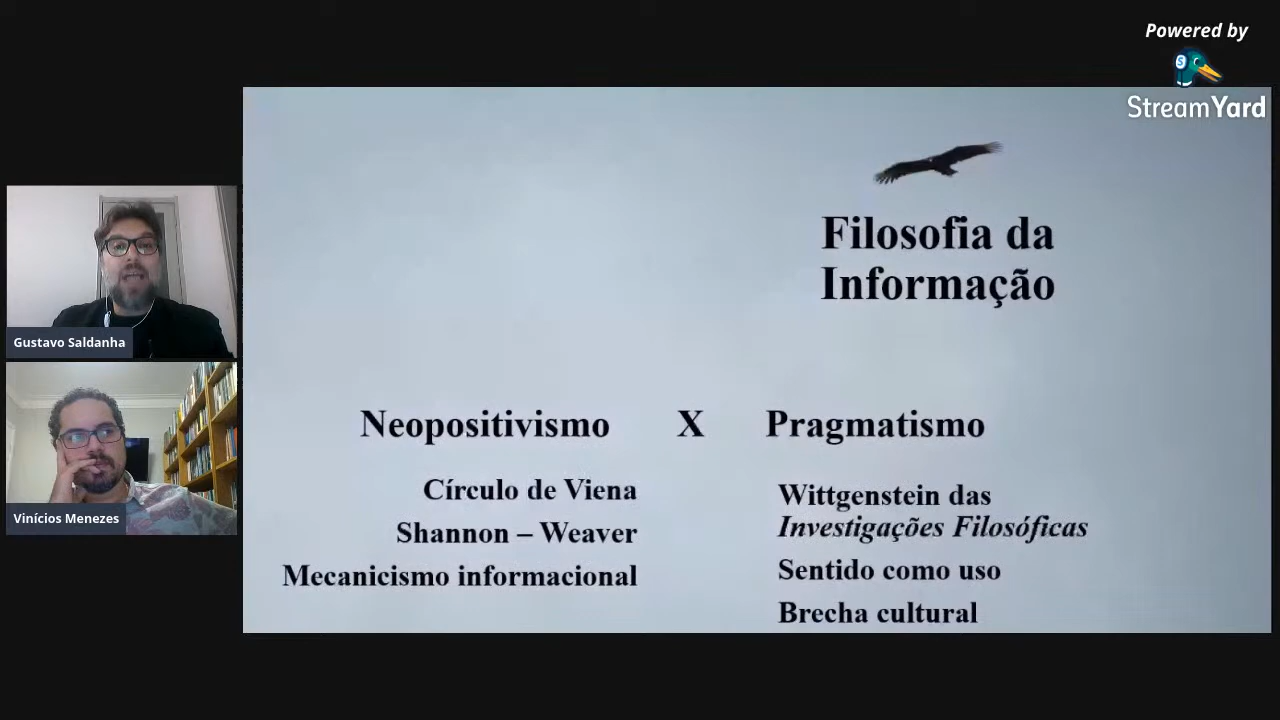 Powered by
StreamYard
Filosofia da
Informação
Neopositivismo X Pragmatismo
Círculo de Viena
Shannon – Weaver
Mecanicismo informacional
Wittgenstein das
Investigações Filosóficas
Sentido como uso
Brecha cultural
Gustavo Saldanha
Vinícios Menezes